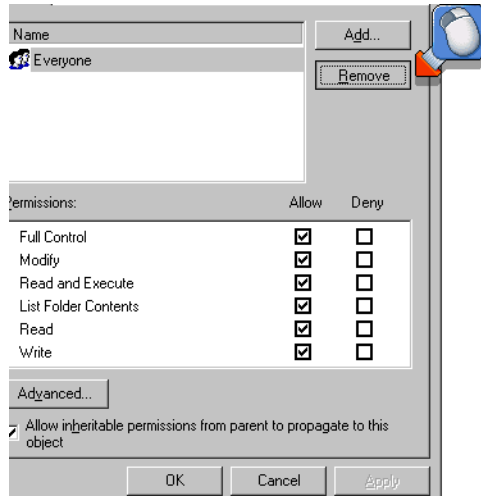 Name
Add...
Everyone
Remove
Permissions:
Allow
Deny
Full Control
Modify
Read and Execute
List Folder Contents
Read
Write
Advanced...
Allow inheritable permissions from parent to propagate to this
object
OK
Cancel
Apply